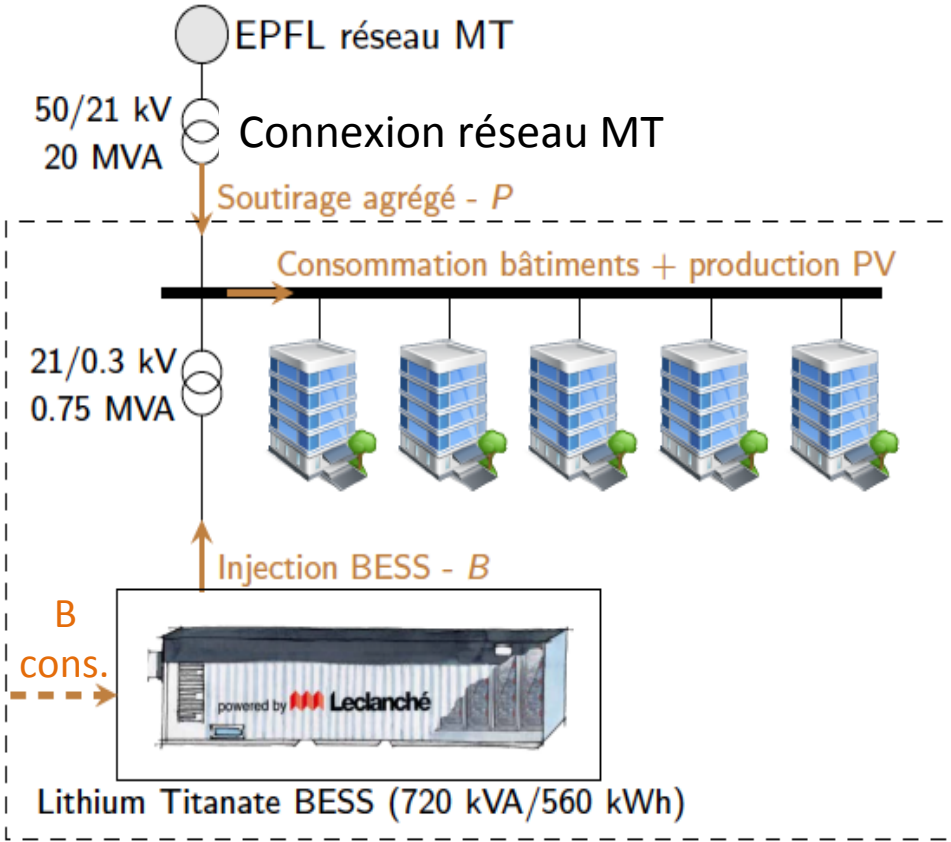 EPFL réseau MT
50/21 kV
20 MVA
Connexion réseau MT
Soutirage agrégé - P
Consommation bâtiments + production PV
21/0.3 kV
0.75 MVA
Injection BESS - B
B
cons.
powered by Leclanché
Lithium Titanate BESS (720 kVA/560 kWh)